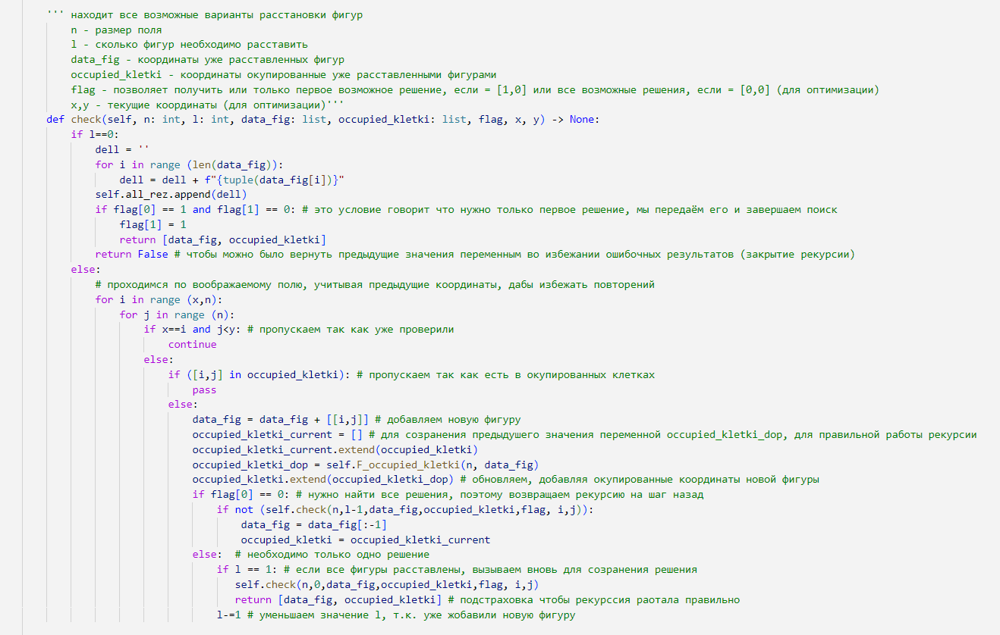 ''' находит все возможные варианты расстановки фигур
n - размер поля
l - сколько фигур необходимо расставить
data_fig - координаты уже расставленных фигур
occupied_kletki - координаты окупированные уже расставленными фигурами
flag - позволяет получить или только первое возможное решение, если = [1,0] или все возможные решения, если = [0,0] (для оптимизации)
x,y - текущие координаты (для оптимизации)'''
def check(self, n: int, l: int, data_fig: list, occupied_kletki: list, flag, x, y) -> None:
if l==0:
dell = ''
for i in range (len(data_fig)):
dell = dell + f"{tuple(data_fig[i])}"
self.all_rez.append(dell)
if flag[0] == 1 and flag[1] == 0: # это условие говорит что нужно только первое решение, мы передаём его и завершаем поиск
flag[1] = 1
return [data_fig, occupied_kletki]
return False # чтобы можно было вернуть предыдущие значения переменным во избежании ошибочных результатов (закрытие рекурсии)
else:
# проходимся по воображаемому полю, учитывая предыдущие координаты, дабы избежать повторений
for i in range (x,n):
for j in range (n):
if x==i and j<y: # пропускаем так как уже проверили
continue
else:
if ([i,j] in occupied_kletki): # пропускаем так как есть в окупированных клетках
pass
else:
data_fig = data_fig + [[i,j]] # добавляем новую фигуру
occupied_kletki_current = [] # для созранения предыдушего значения переменной occupied_kletki_dop, для правильной работы рекурсии
occupied_kletki_current.extend(occupied_kletki)
occupied_kletki_dop = self.F_occupied_kletki(n, data_fig)
occupied_kletki.extend(occupied_kletki_dop) # обновляем, добавляя окупированные координаты новой фигуры
if flag[0] == 0: # нужно найти все решения, поэтому возвращаем рекурсию на шаг назад
if not (self.check(n,l-1,data_fig,occupied_kletki,flag, i,j)):
data_fig = data_fig[:-1]
occupied_kletki = occupied_kletki_current
else: # необходимо только одно решение
if l == 1: # если все фигуры расставлены, вызываем вновь для созранения решения
self.check(n,0,data_fig,occupied_kletki,flag, i,j)
return [data_fig, occupied_kletki] # подстраховка чтобы рекурссия раотала правильно
l-=1 # уменьшаем значение l, т.к. уже жобавили новую фигуру